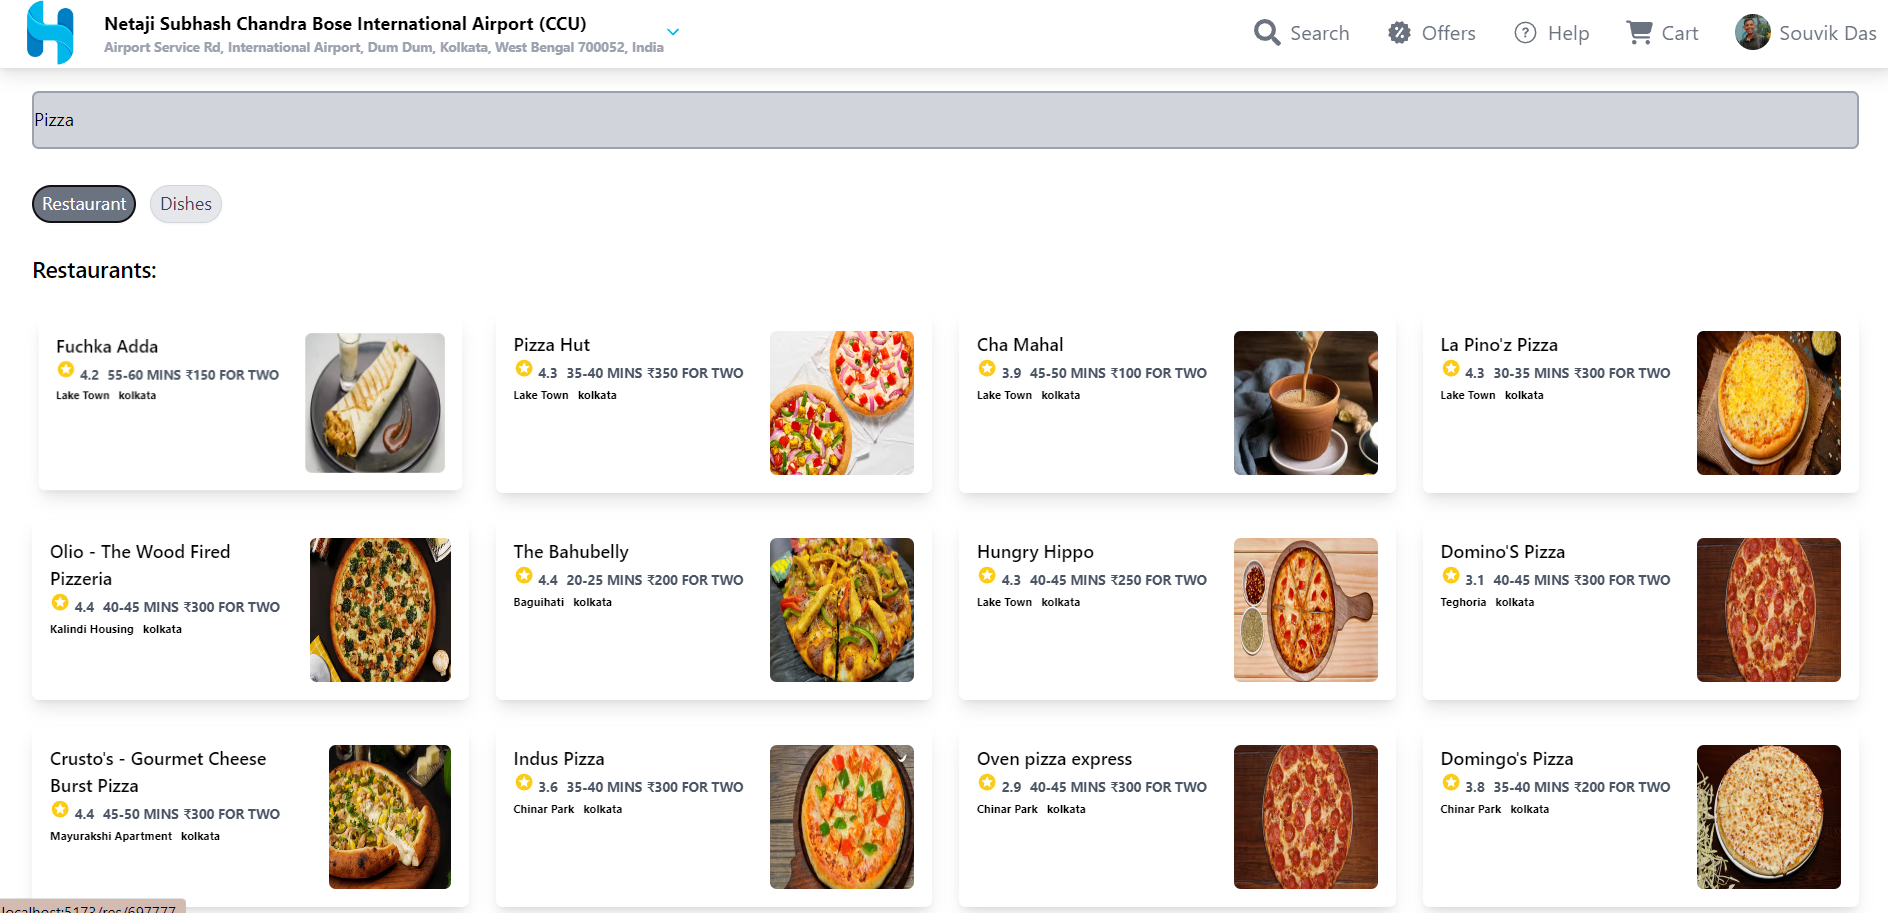 Netaji Subhash Chandra Bose International Airport (CCU)
Airport Service Rd, International Airport, Dum Dum, Kolkata, West Bengal 700052, India
Search
Offers
Help
Cart
Souvik Das
Pizza
Restaurant
Dishes
Restaurants:
Fuchka Adda
4.2 55-60 MINS ₹150 FOR TWO
Lake Town kolkata
Pizza Hut
4.3 35-40 MINS ₹350 FOR TWO
Lake Town kolkata
Cha Mahal
3.9 45-50 MINS ₹100 FOR TWO
Lake Town kolkata
La Pino'z Pizza
4.3 30-35 MINS ₹300 FOR TWO
Lake Town kolkata
Olio - The Wood Fired
Pizzeria
4.4 40-45 MINS ₹300 FOR TWO
Kalindi Housing kolkata
The Bahubelly
4.4 20-25 MINS ₹200 FOR TWO
Baguihati kolkata
Hungry Hippo
4.3 40-45 MINS ₹250 FOR TWO
Lake Town kolkata
Domino'S Pizza
3.1 40-45 MINS ₹300 FOR TWO
Teghoria kolkata
Crusto's - Gourmet Cheese
Burst Pizza
4.4 45-50 MINS ₹300 FOR TWO
Mayurakshi Apartment kolkata
Indus Pizza
3.6 35-40 MINS ₹300 FOR TWO
Chinar Park kolkata
Oven pizza express
2.9 40-45 MINS ₹300 FOR TWO
Chinar Park kolkata
Domingo's Pizza
3.8 35-40 MINS ₹200 FOR TWO
Chinar Park kolkata
localhost:5173/res/697777